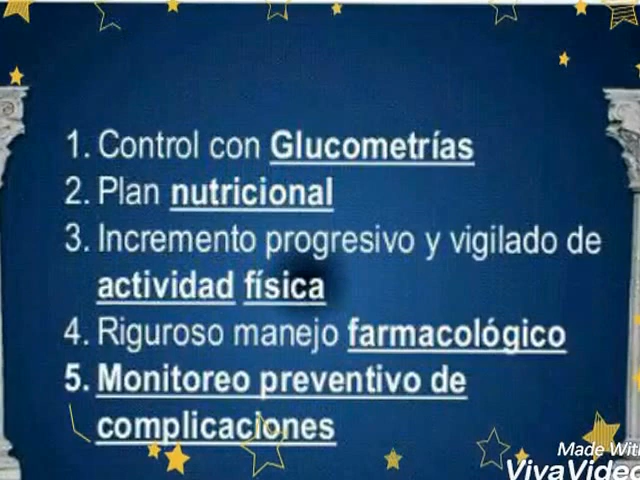 1. Control con Glucometrías
2. Plan nutricional
3. Incremento progresivo y vigilado de
actividad física
4. Riguroso manejo farmacológico
5. Monitoreo preventivo de
complicaciones
Made With
VivaVideo